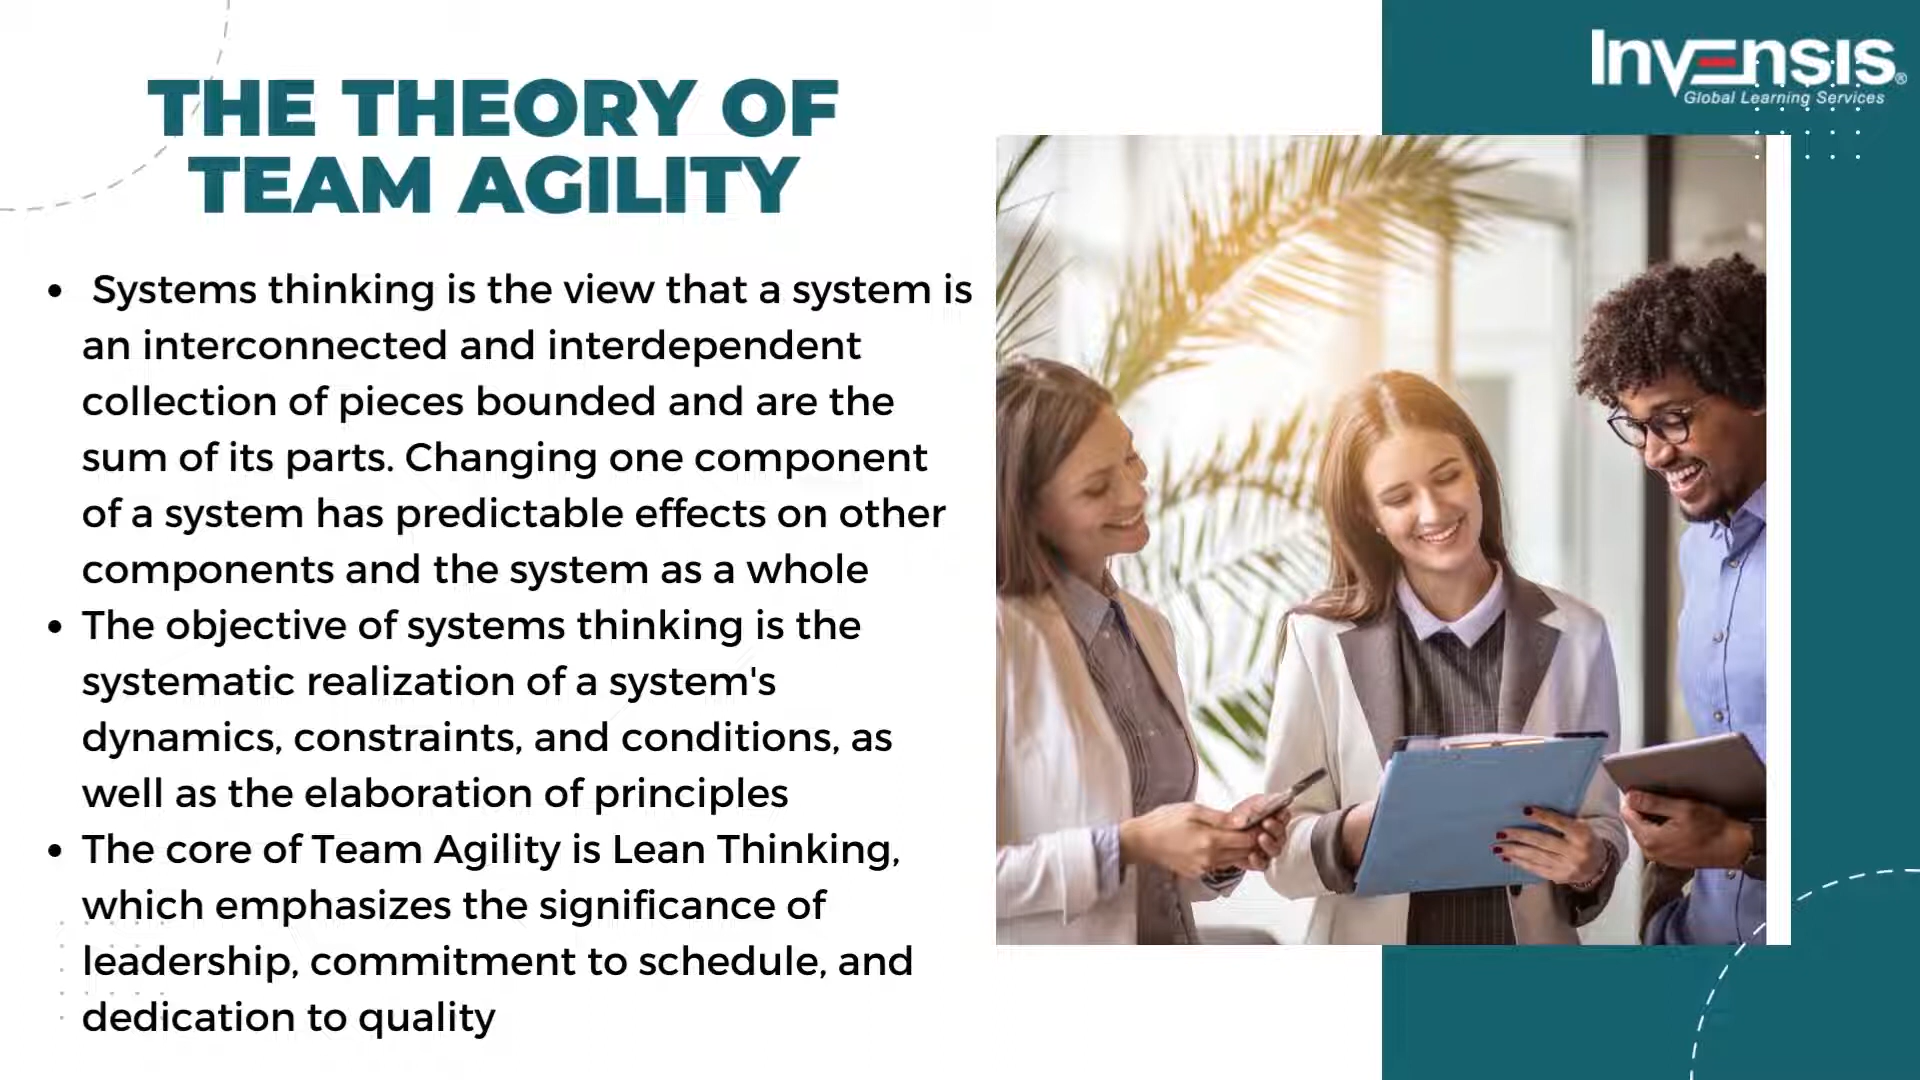 Invensis®
Global Learning Services
THE THEORY OF
TEAM AGILITY
• Systems thinking is the view that a system is
an interconnected and interdependent
collection of pieces bounded and are the
sum of its parts. Changing one component
of a system has predictable effects on other
components and the system as a whole
• The objective of systems thinking is the
systematic realization of a system's
dynamics, constraints, and conditions, as
well as the elaboration of principles
• The core of Team Agility is Lean Thinking,
which emphasizes the significance of
leadership, commitment to schedule, and
dedication to quality